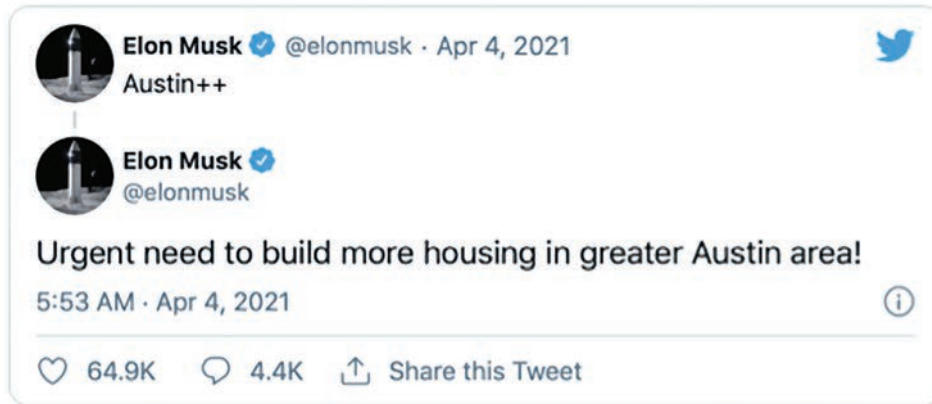 Elon Musk @elonmusk · Apr 4, 2021
Austin++
Elon Musk
@elonmusk
Urgent need to build more housing in greater Austin area!
5:53 AM · Apr 4, 2021
64.9K 4.4K Share this Tweet